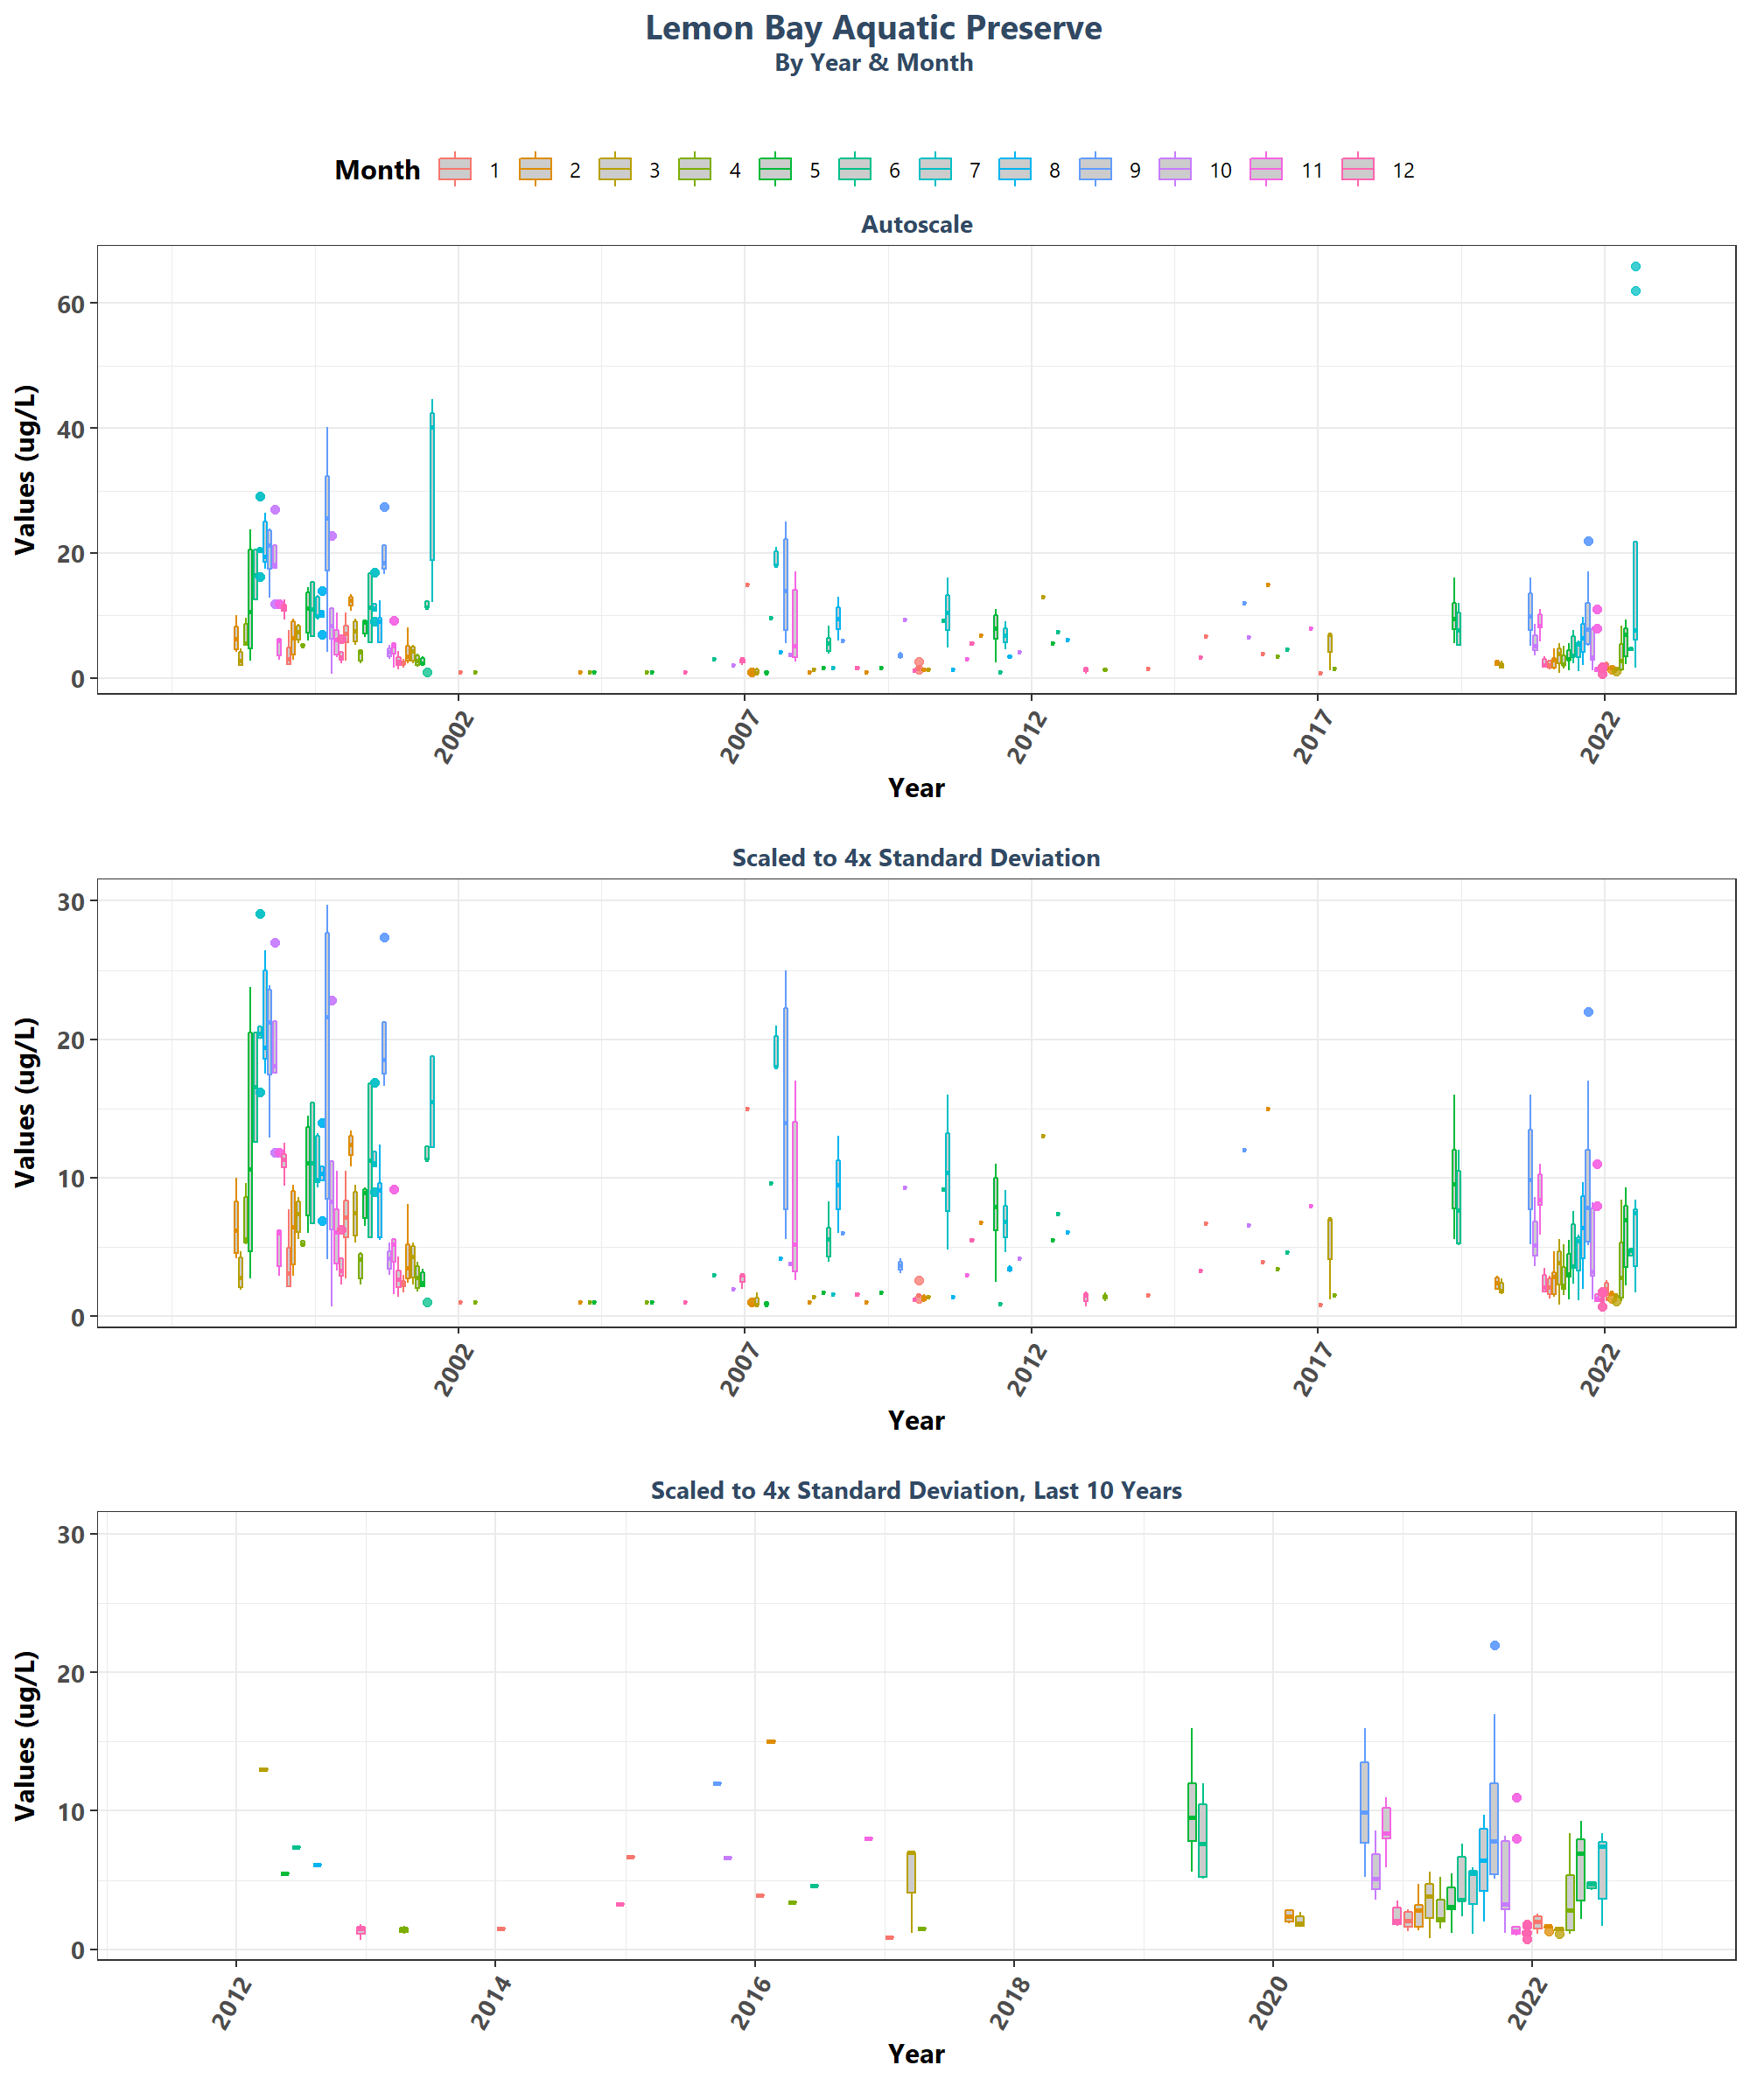 Lemon Bay Aquatic Preserve
By Year & Month
Month 1 2 3 4 5 6 7 8 9 10 11 12
Autoscale
Values (ug/L)
60
40
20
0
2002 2007 2012 2017 2022
Year
Scaled to 4x Standard Deviation
Values (ug/L)
30
20
10
0
2002 2007 2012 2017 2022
Year
Scaled to 4x Standard Deviation, Last 10 Years
Values (ug/L)
30
20
10
0
2012 2014 2016 2018 2020 2022
Year